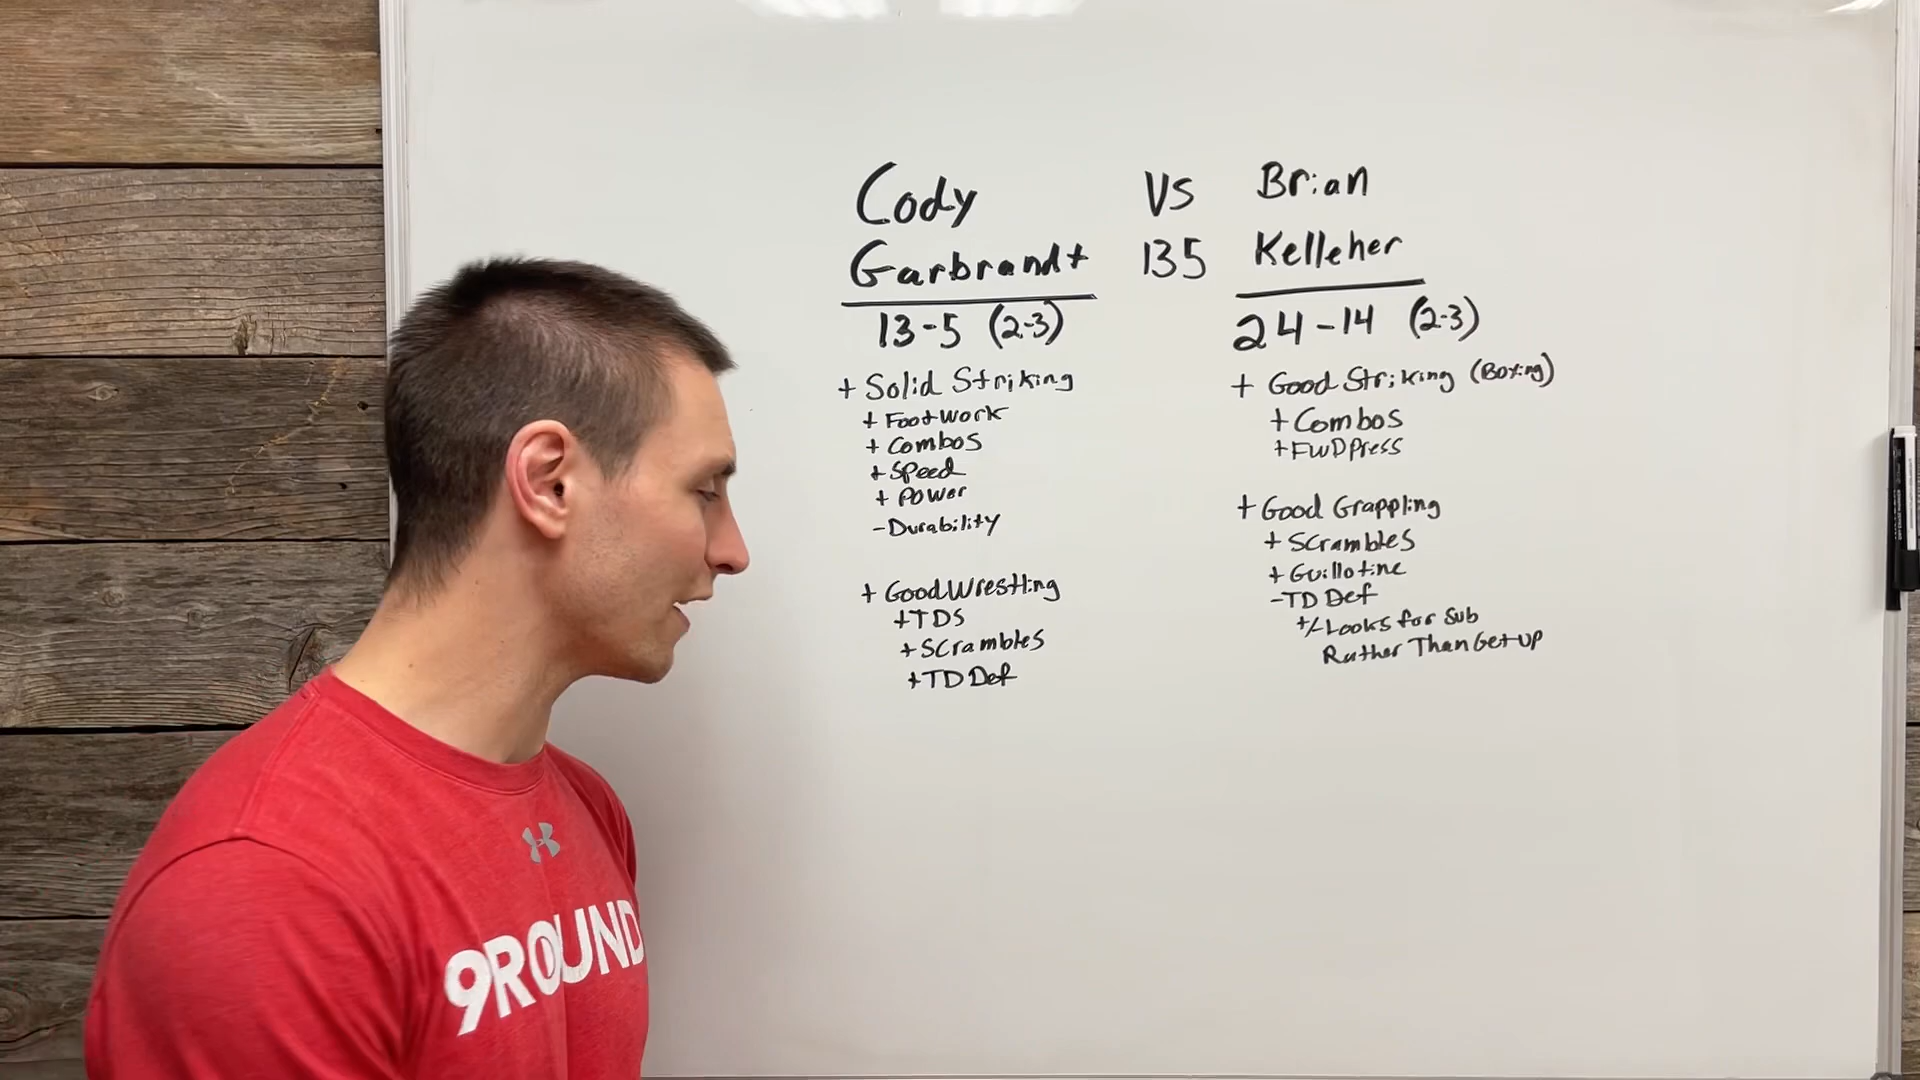 Cody VS Brian
Garbrandt 135 Kelleher
13-5 (2-3)
24-14 (2-3)
+ Solid Striking
+ FootWork
+ Combos
+ Speed
+ Power
- Durability
+ Good Wrestling
+ TDS
+ Scrambles
+ TD Def
+ Good Striking (Boxing)
+ Combos
+ FWD Press
+ Good Grappling
+ Scrambles
+ Guillotine
- TD Def
+/- Looks for Sub
Rather Than Get Up
9ROUND